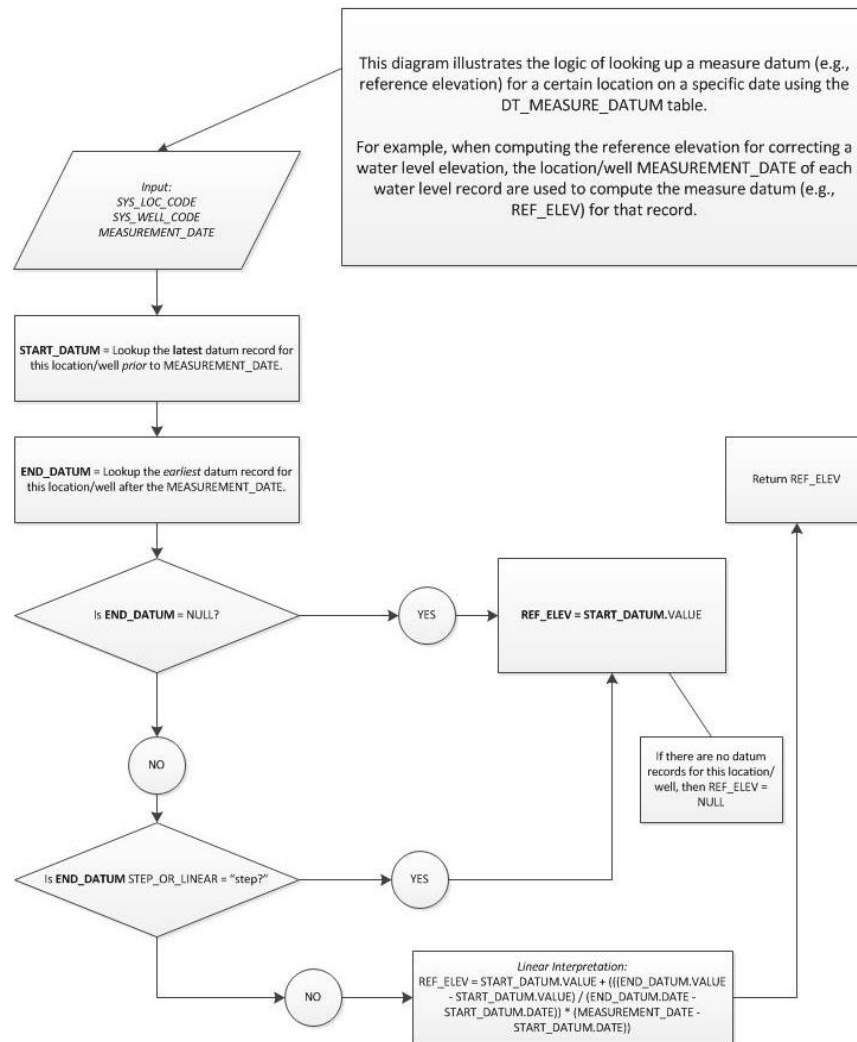 This diagram illustrates the logic of looking up a measure datum (e.g.,
reference elevation) for a certain location on a specific date using the
DT_MEASURE_DATUM table.
For example, when computing the reference elevation for correcting a
water level elevation, the location/well MEASUREMENT_DATE of each
water level record are used to compute the measure datum (e.g.,
REF_ELEV) for that record.
Input:
SYS_LOC_CODE
SYS_WELL_CODE
MEASUREMENT_DATE
START_DATUM = Lookup the latest datum record for
this location/well prior to MEASUREMENT_DATE.
END_DATUM = Lookup the earliest datum record for
this location/well after the MEASUREMENT_DATE.
Return REF_ELEV
Is END_DATUM = NULL?
YES
REF_ELEV = START_DATUM.VALUE
If there are no datum
records for this location/
well, then REF_ELEV =
NULL
NO
Is END_DATUM STEP_OR_LINEAR = "step?"
YES
NO
Linear Interpretation:
REF_ELEV = START_DATUM.VALUE + (((END_DATUM.VALUE
- START_DATUM.VALUE) / (END_DATUM.DATE -
START_DATUM.DATE)) * (MEASUREMENT_DATE -
START_DATUM.DATE))